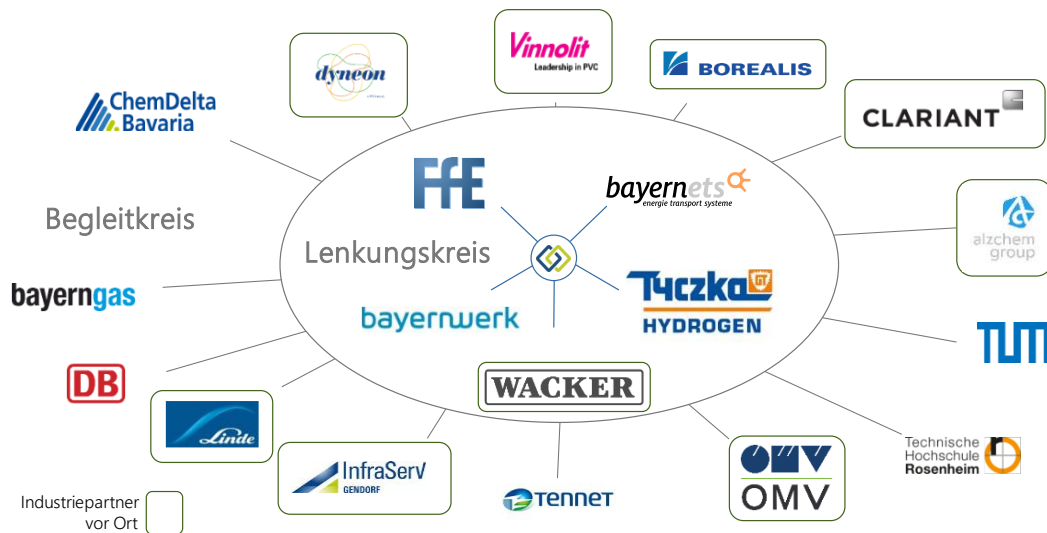 dyneon
Vinnolit
Leadership in PVC
BOREALIS
ChemDelta
Bavaria
CLARIANT
FfE
bayernets
energie transport systeme
Begleitkreis
Lenkungskreis
alzchem
group
bayerngas
Tyczka
HYDROGEN
bayernwerk
TUM
DB
WACKER
Linde
InfraServ
GENDORF
TENNET
OMV
OMV
Technische
Hochschule
Rosenheim
Industriepartner
vor Ort